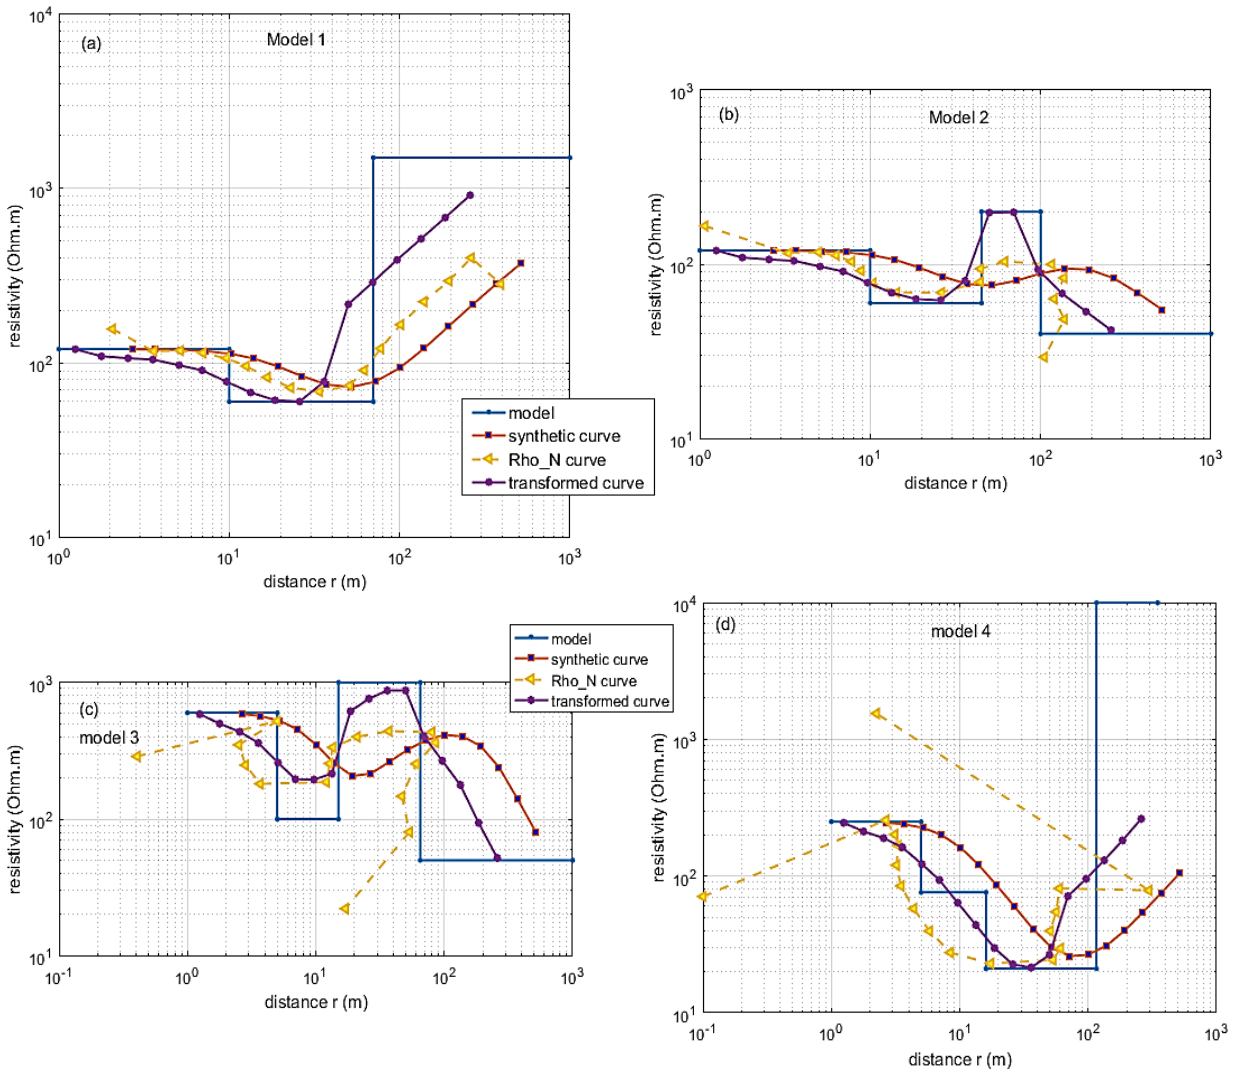 (a)
Model 1
10^4
10^3
10^2
10^1
resistivity (Ohm.m)
10^0
10^1
10^2
10^3
distance r (m)
model
synthetic curve
Rho_N curve
transformed curve
(b)
Model 2
10^3
10^2
10^1
resistivity (Ohm.m)
10^0
10^1
10^2
10^3
distance r (m)
(c)
model 3
10^3
10^2
10^1
resistivity (Ohm.m)
10^-1
10^0
10^1
10^2
10^3
distance r (m)
model
synthetic curve
Rho_N curve
transformed curve
(d)
model 4
10^4
10^3
10^2
10^1
resistivity (Ohm.m)
10^-1
10^0
10^1
10^2
10^3
distance r (m)